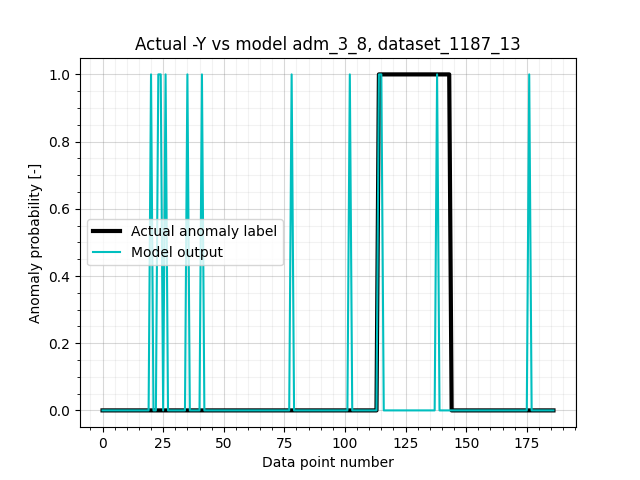 Actual -Y vs model adm_3_8, dataset_1187_13
Anomaly probability [-]
1.0
0.8
0.6
0.4
0.2
0.0
Actual anomaly label
Model output
0 25 50 75 100 125 150 175
Data point number